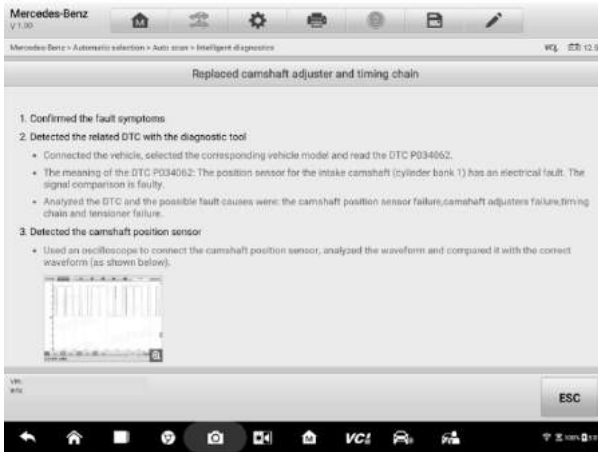 Mercedes-Benz
V 1.00
M
Mercedes-Benz > Automatic selection > Auto scan > Intelligent diagnostics
VCI
Replaced camshaft adjuster and timing chain
1. Confirmed the fault symptoms
2. Detected the related DTC with the diagnostic tool
• Connected the vehicle, selected the corresponding vehicle model and read the DTC P034062.
• The meaning of the DTC P034062: The position sensor for the intake camshaft (cylinder bank 1) has an electrical fault. The
signal comparison is faulty.
• Analyzed the DTC and the possible fault causes were: the camshaft position sensor failure,camshaft adjusters failure,timing
chain and tensioner failure.
3. Detected the camshaft position sensor
• Used an oscilloscope to connect the camshaft position sensor, analyzed the waveform and compared it with the correct
waveform (as shown below).
VIN:
ESC
VCI